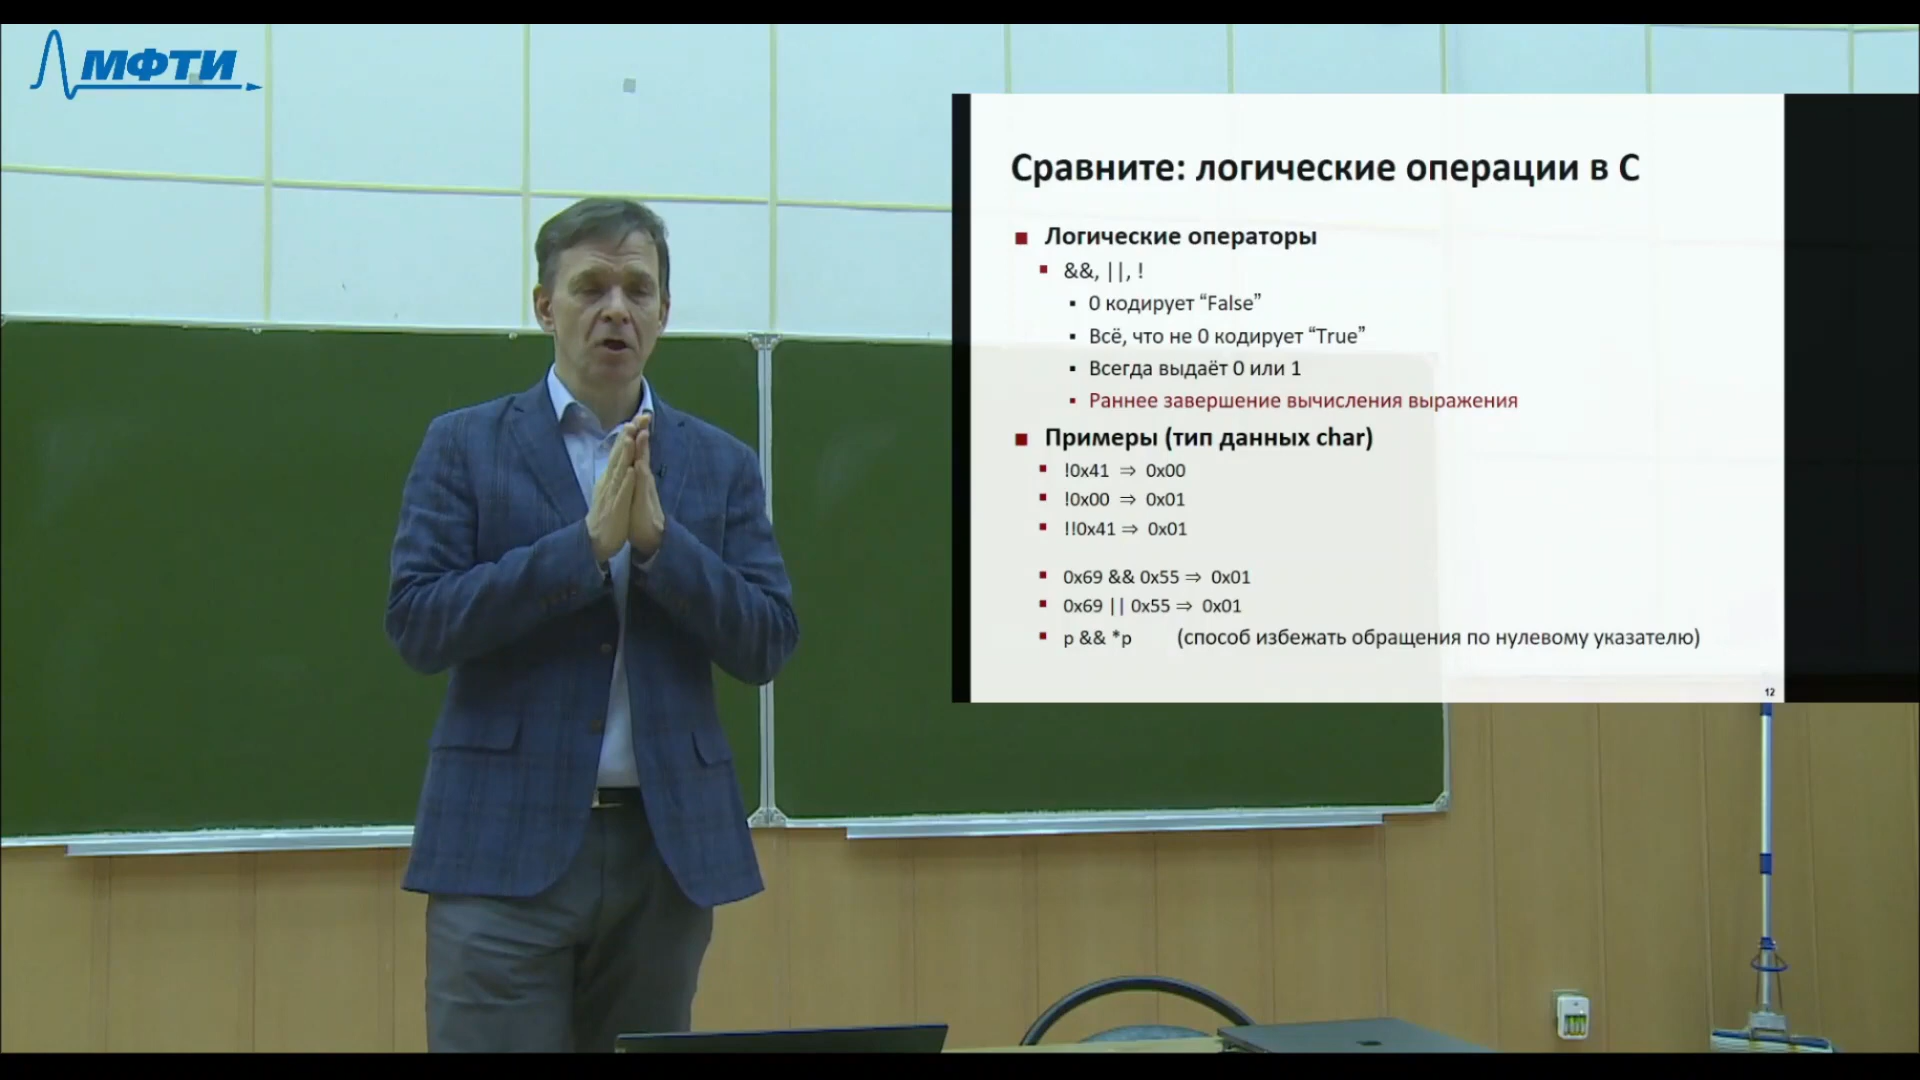 МФТИ
Сравните: логические операции в С
Логические операторы
&&, ||, !
0 кодирует “False”
Всё, что не 0 кодирует “True”
Всегда выдаёт 0 или 1
Раннее завершение вычисления выражения
Примеры (тип данных char)
!0x41 ⇒ 0x00
!0x00 ⇒ 0x01
!!0x41 ⇒ 0x01
0x69 && 0x55 ⇒ 0x01
0x69 || 0x55 ⇒ 0x01
p && *p (способ избежать обращения по нулевому указателю)
12